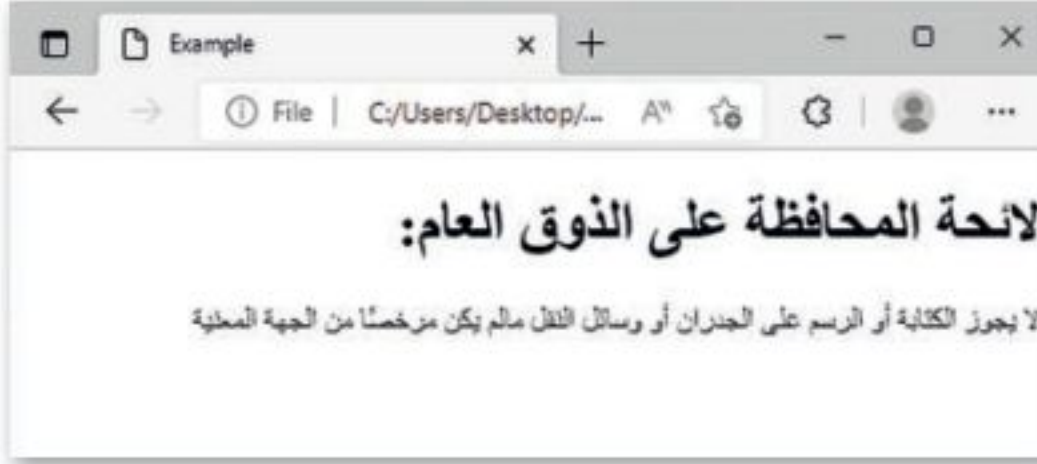 Example
File | C:/Users/Desktop/...
لائحة المحافظة على الذوق العام:
لا يجوز الكتابة أو الرسم على الجدران أو وسائل النقل مالم يكن مرخصًا من الجهة المعنية